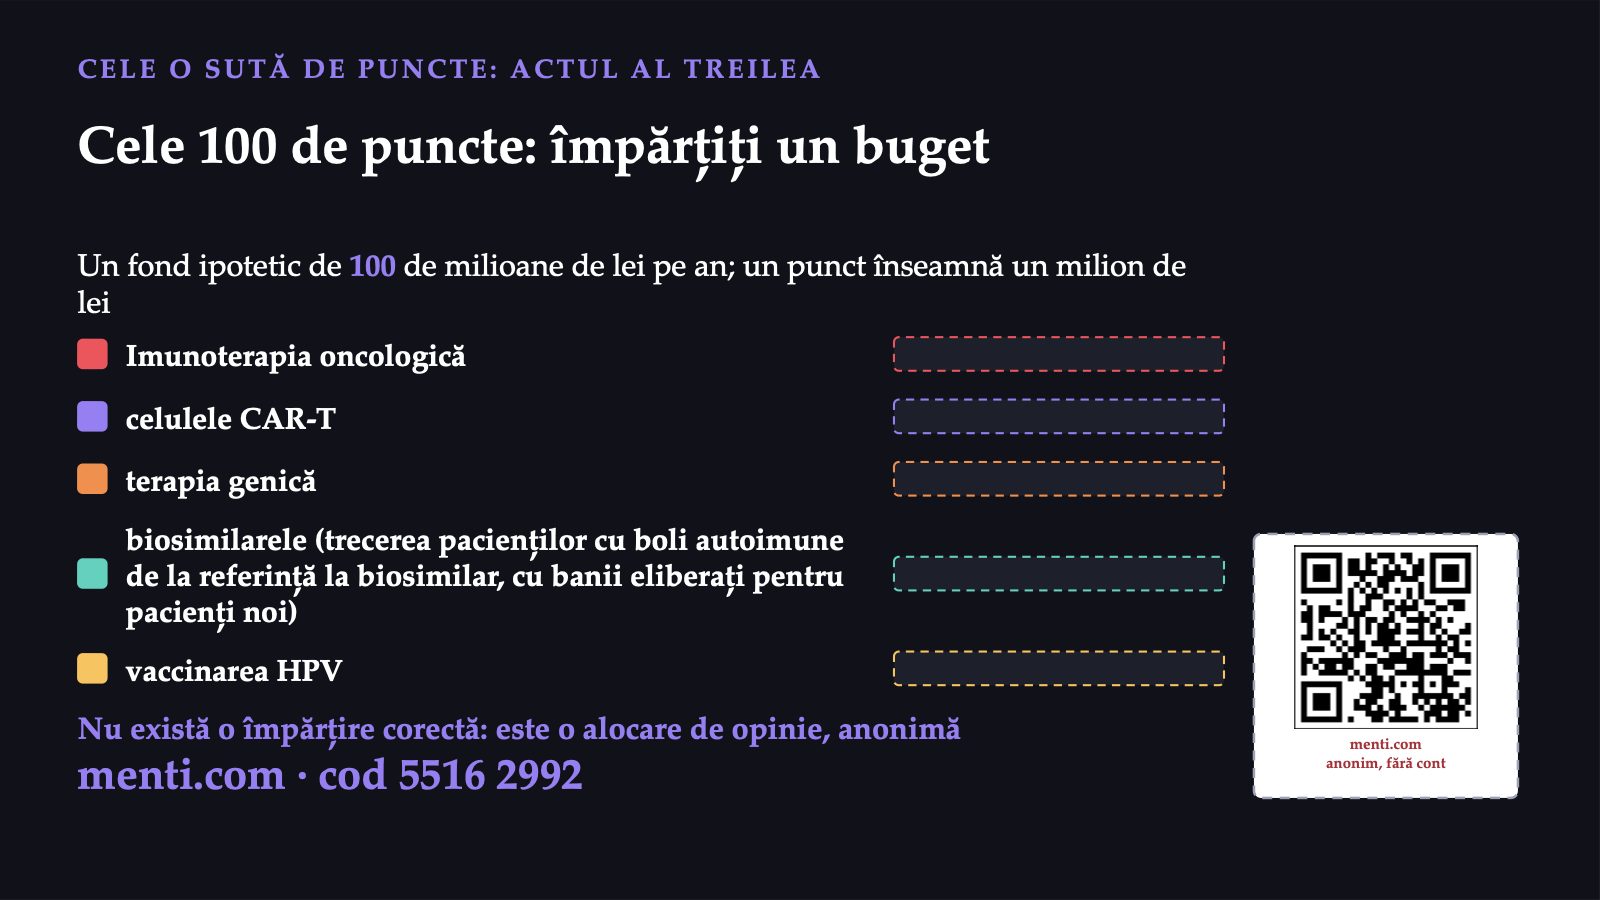 CELE O SUTĂ DE PUNCTE: ACTUL AL TREILEA
Cele 100 de puncte: împărțiți un buget
Un fond ipotetic de 100 de milioane de lei pe an; un punct înseamnă un milion de
lei
Imunoterapia oncologică
celulele CAR-T
terapia genică
biosimilarele (trecerea pacienților cu boli autoimune
de la referință la biosimilar, cu banii eliberați pentru
pacienți noi)
vaccinarea HPV
Nu există o împărțire corectă: este o alocare de opinie, anonimă
menti.com · cod 5516 2992
menti.com
anonim, fără cont